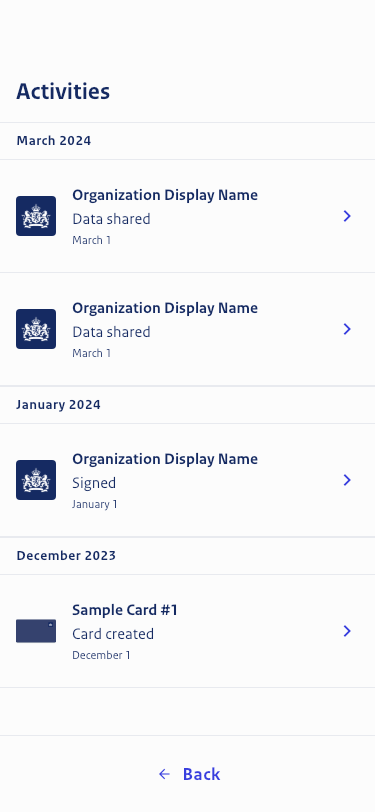 Activities
March 2024
Organization Display Name
Data shared
March 1
Organization Display Name
Data shared
March 1
January 2024
Organization Display Name
Signed
January 1
December 2023
Sample Card #1
Card created
December 1
Back